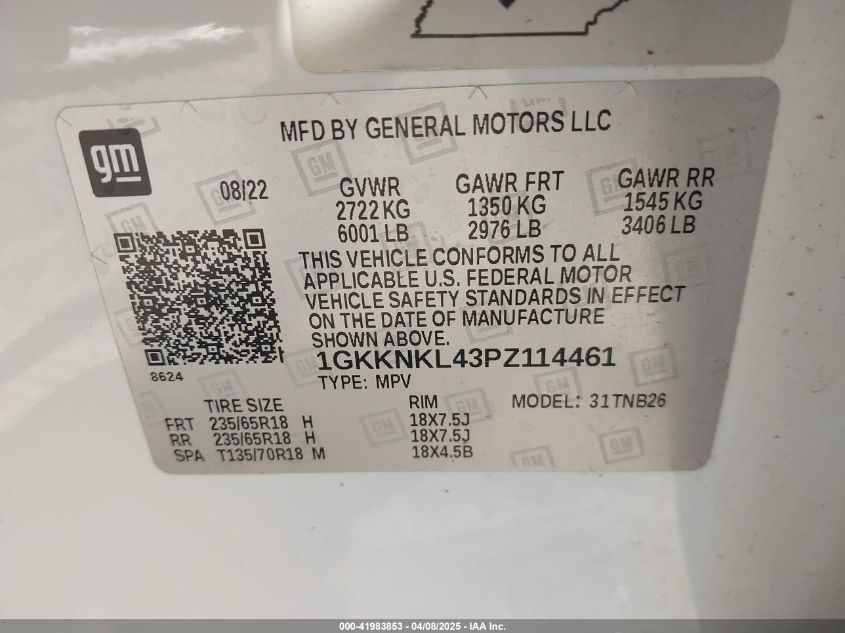 gm
MFD BY GENERAL MOTORS LLC
08/22
GVWR
2722 KG
6001 LB
GAWR FRT
1350 KG
2976 LB
GAWR RR
1545 KG
3406 LB
THIS VEHICLE CONFORMS TO ALL
APPLICABLE U.S. FEDERAL MOTOR
VEHICLE SAFETY STANDARDS IN EFFECT
ON THE DATE OF MANUFACTURE
SHOWN ABOVE.
1GKKNKL43PZ114461
8624
TYPE: MPV
TIRE SIZE RIM MODEL: 31TNB26
FRT 235/65R18 H 18X7.5J
RR 235/65R18 H 18X7.5J
SPA T135/70R18 M 18X4.5B
000-41983853 - 04/08/2025 - IAA Inc.